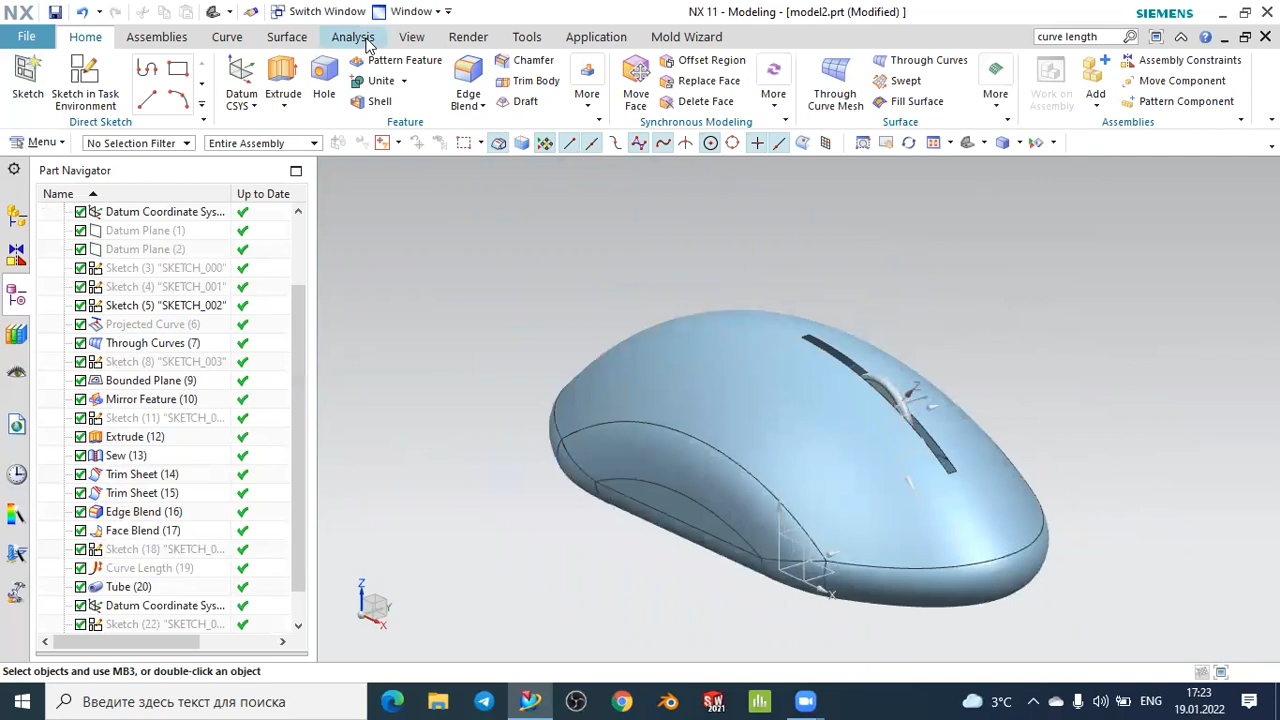 NX Switch Window Window NX 11 - Modeling - [model2.prt (Modified) ] SIEMENS
File Home Assemblies Curve Surface Analysis View Render Tools Application Mold Wizard curve length
Sketch Sketch in Task Environment Datum CSYS Extrude Hole Pattern Feature Unite Shell Edge Blend Chamfer Trim Body Draft More Move Face Offset Region Replace Face Delete Face More Through Curve Mesh Through Curves Swept Fill Surface More Work on Assembly Add Assembly Constraints Move Component Pattern Component
Direct Sketch Feature Synchronous Modeling Surface Assemblies
Menu No Selection Filter Entire Assembly
Part Navigator
Name Up to Date
Datum Coordinate Sys...
Datum Plane (1)
Datum Plane (2)
Sketch (3) "SKETCH_000"
Sketch (4) "SKETCH_001"
Sketch (5) "SKETCH_002"
Projected Curve (6)
Through Curves (7)
Sketch (8) "SKETCH_003"
Bounded Plane (9)
Mirror Feature (10)
Sketch (11) "SKETCH_0...
Extrude (12)
Sew (13)
Trim Sheet (14)
Trim Sheet (15)
Edge Blend (16)
Face Blend (17)
Sketch (18) "SKETCH_0...
Curve Length (19)
Tube (20)
Datum Coordinate Sys...
Sketch (22) "SKETCH_0...
Z
X
Z
Y
X
Select objects and use MB3, or double-click an object
Введите здесь текст для поиска SW 2021 3°C ENG 17:23
19.01.2022